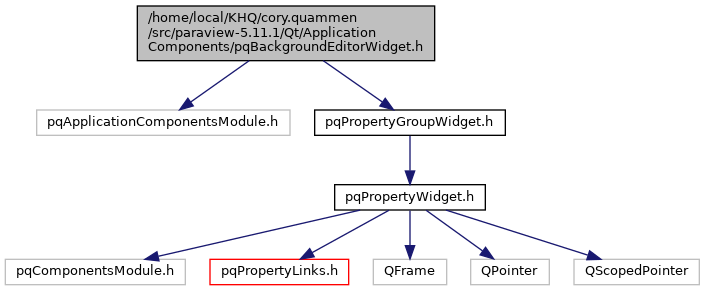 /home/local/KHQ/cory.quammen
/src/paraview-5.11.1/Qt/Application
Components/pqBackgroundEditorWidget.h
pqApplicationComponentsModule.h
pqPropertyGroupWidget.h
pqPropertyWidget.h
pqComponentsModule.h
pqPropertyLinks.h
QFrame
QPointer
QScopedPointer